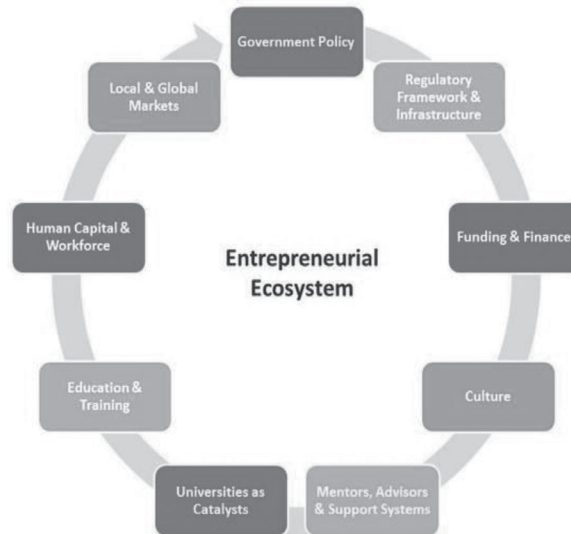 Government Policy
Regulatory
Framework &
Infrastructure
Funding & Finance
Culture
Mentors, Advisors
& Support Systems
Universities as
Catalysts
Education &
Training
Human Capital &
Workforce
Local & Global
Markets
Entrepreneurial
Ecosystem